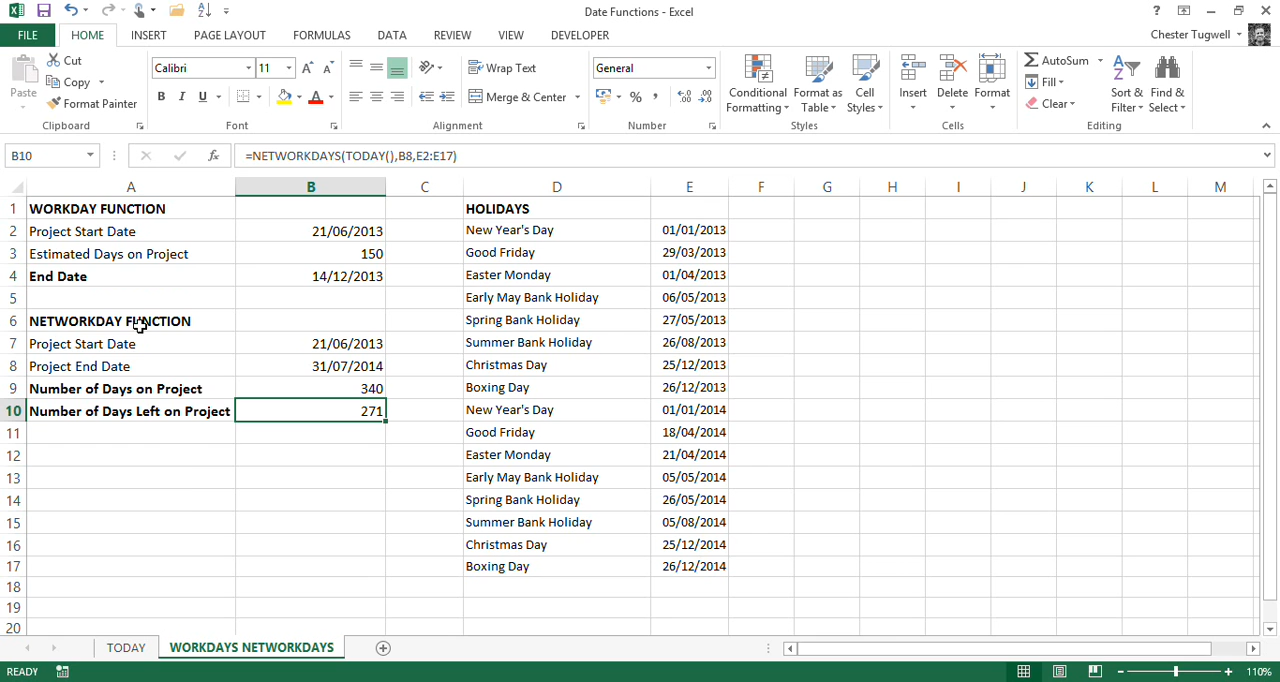 Date Functions - Excel
FILE HOME INSERT PAGE LAYOUT FORMULAS DATA REVIEW VIEW DEVELOPER Chester Tugwell
Paste
Cut
Copy
Format Painter
Clipboard
Calibri 11
B I U
Font
Wrap Text
Merge & Center
Alignment
General
%
Number
Conditional Formatting
Format as Table
Cell Styles
Styles
Insert Delete Format
Cells
AutoSum
Fill
Clear
Sort & Filter
Find & Select
Editing
B10 fx =NETWORKDAYS(TODAY(),B8,E2:E17)
A B C D E F G H I J K L M
1 WORKDAY FUNCTION HOLIDAYS
2 Project Start Date 21/06/2013 New Year's Day 01/01/2013
3 Estimated Days on Project 150 Good Friday 29/03/2013
4 End Date 14/12/2013 Easter Monday 01/04/2013
5 Early May Bank Holiday 06/05/2013
6 NETWORKDAY FUNCTION Spring Bank Holiday 27/05/2013
7 Project Start Date 21/06/2013 Summer Bank Holiday 26/08/2013
8 Project End Date 31/07/2014 Christmas Day 25/12/2013
9 Number of Days on Project 340 Boxing Day 26/12/2013
10 Number of Days Left on Project 271 New Year's Day 01/01/2014
11 Good Friday 18/04/2014
12 Easter Monday 21/04/2014
13 Early May Bank Holiday 05/05/2014
14 Spring Bank Holiday 26/05/2014
15 Summer Bank Holiday 05/08/2014
16 Christmas Day 25/12/2014
17 Boxing Day 26/12/2014
18
19
20
TODAY WORKDAYS NETWORKDAYS
READY 110%